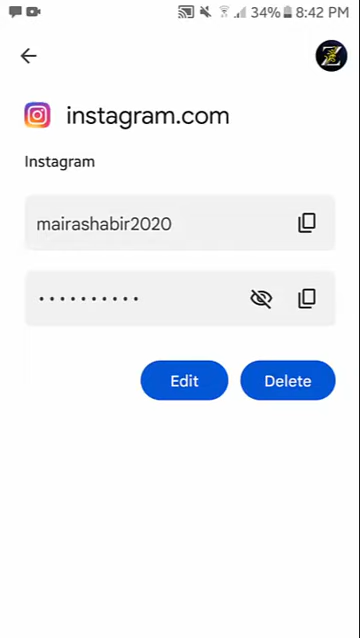 34% 8:42 PM
instagram.com
Instagram
mairashabir2020
••••••••••
Edit Delete